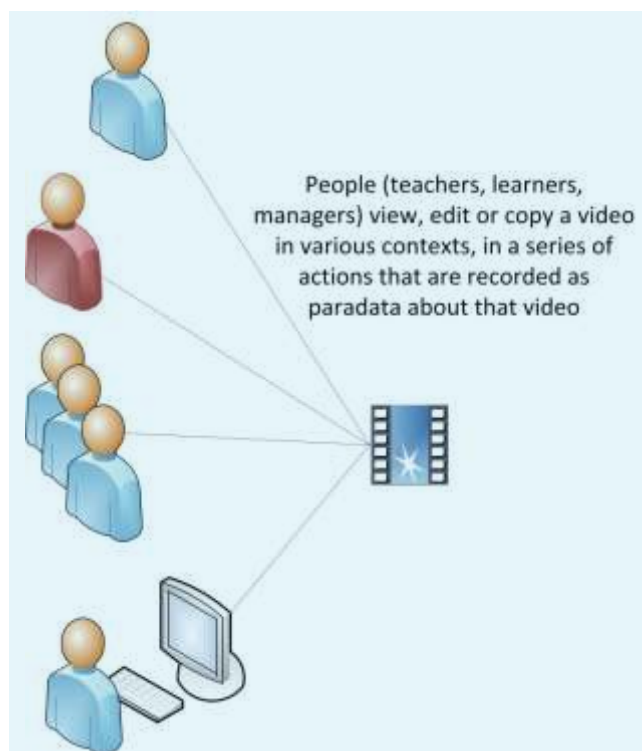 People (teachers, learners,
managers) view, edit or copy a video
in various contexts, in a series of
actions that are recorded as
paradata about that video